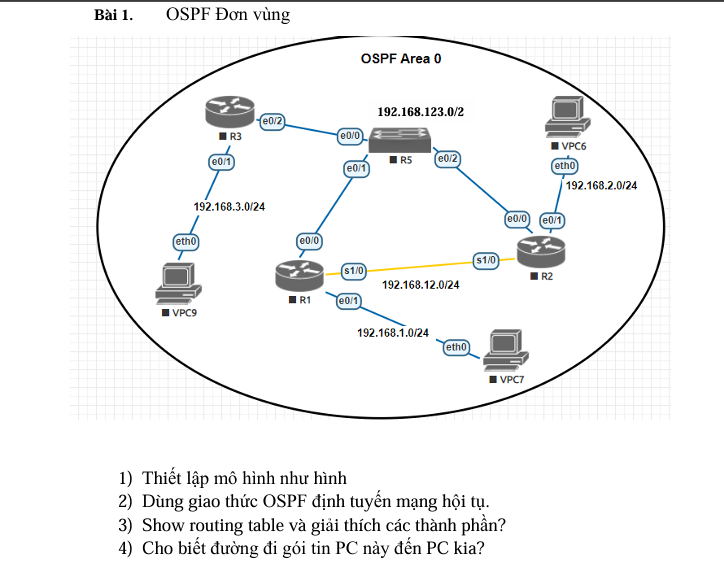 Bài 1. OSPF Đơn vùng
OSPF Area 0
192.168.123.0/2
R3
e0/2
e0/0
R5
e0/2
VPC6
e0/1
e0/1
eth0
192.168.2.0/24
192.168.3.0/24
e0/0
e0/1
eth0
e0/0
R2
s1/0
s1/0
192.168.12.0/24
R1
e0/1
VPC9
192.168.1.0/24
eth0
VPC7
1) Thiết lập mô hình như hình
2) Dùng giao thức OSPF định tuyến mạng hội tụ.
3) Show routing table và giải thích các thành phần?
4) Cho biết đường đi gói tin PC này đến PC kia?